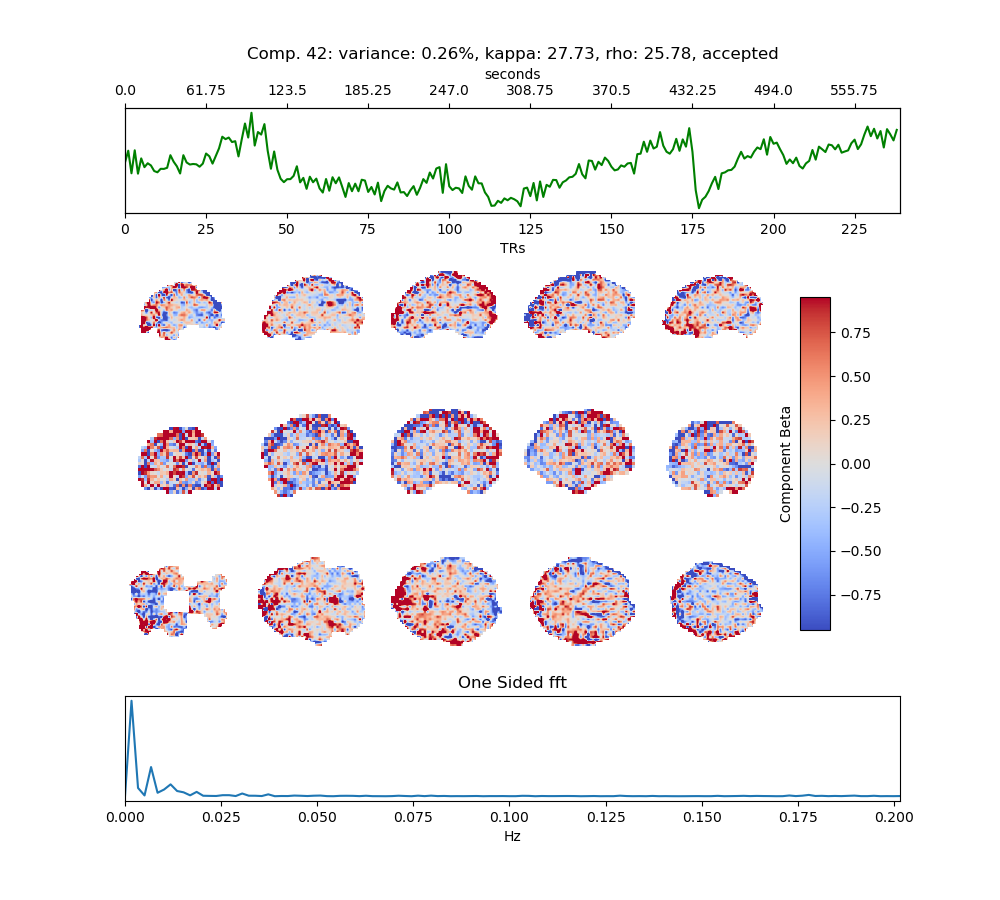 Comp. 42: variance: 0.26%, kappa: 27.73, rho: 25.78, accepted
seconds
0.0 61.75 123.5 185.25 247.0 308.75 370.5 432.25 494.0 555.75
0 25 50 75 100 125 150 175 200 225
TRs
0.75
0.50
0.25
0.00
−0.25
−0.50
−0.75
Component Beta
One Sided fft
0.000 0.025 0.050 0.075 0.100 0.125 0.150 0.175 0.200
Hz